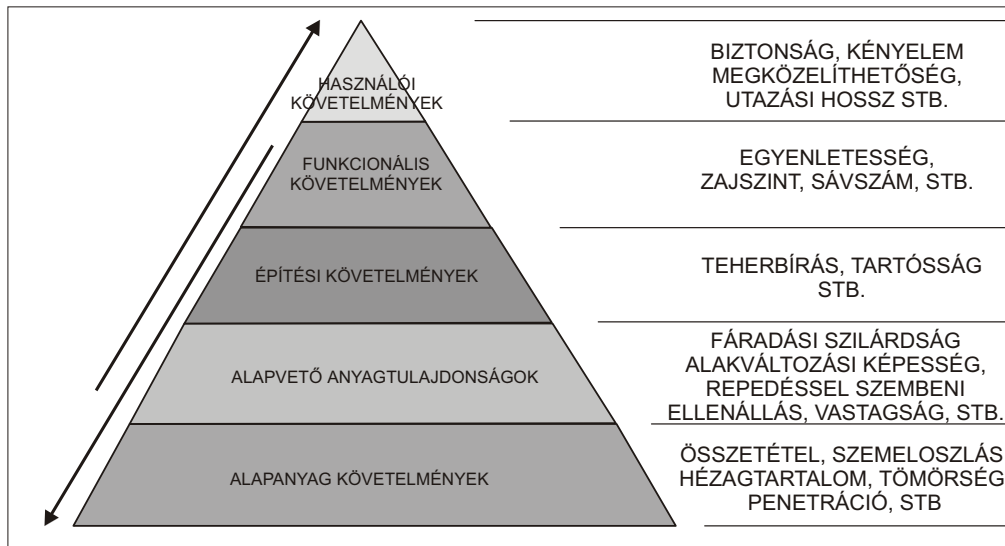 HASZNÁLÓI
KÖVETELMÉNYEK
BIZTONSÁG, KÉNYELEM
MEGKÖZELÍTHETŐSÉG,
UTAZÁSI HOSSZ STB.
FUNKCIONÁLIS
KÖVETELMÉNYEK
EGYENLETESSÉG,
ZAJSZINT, SÁVSZÁM, STB.
ÉPÍTÉSI KÖVETELMÉNYEK
TEHERBÍRÁS, TARTÓSSÁG
STB.
ALAPVETŐ ANYAGTULAJDONSÁGOK
FÁRADÁSI SZILÁRDSÁG
ALAKVÁLTOZÁSI KÉPESSÉG,
REPEDÉSSEL SZEMBENI
ELLENÁLLÁS, VASTAGSÁG, STB.
ALAPANYAG KÖVETELMÉNYEK
ÖSSZETÉTEL, SZEMELOSZLÁS
HÉZAGTARTALOM, TÖMÖRSÉG
PENETRÁCIÓ, STB